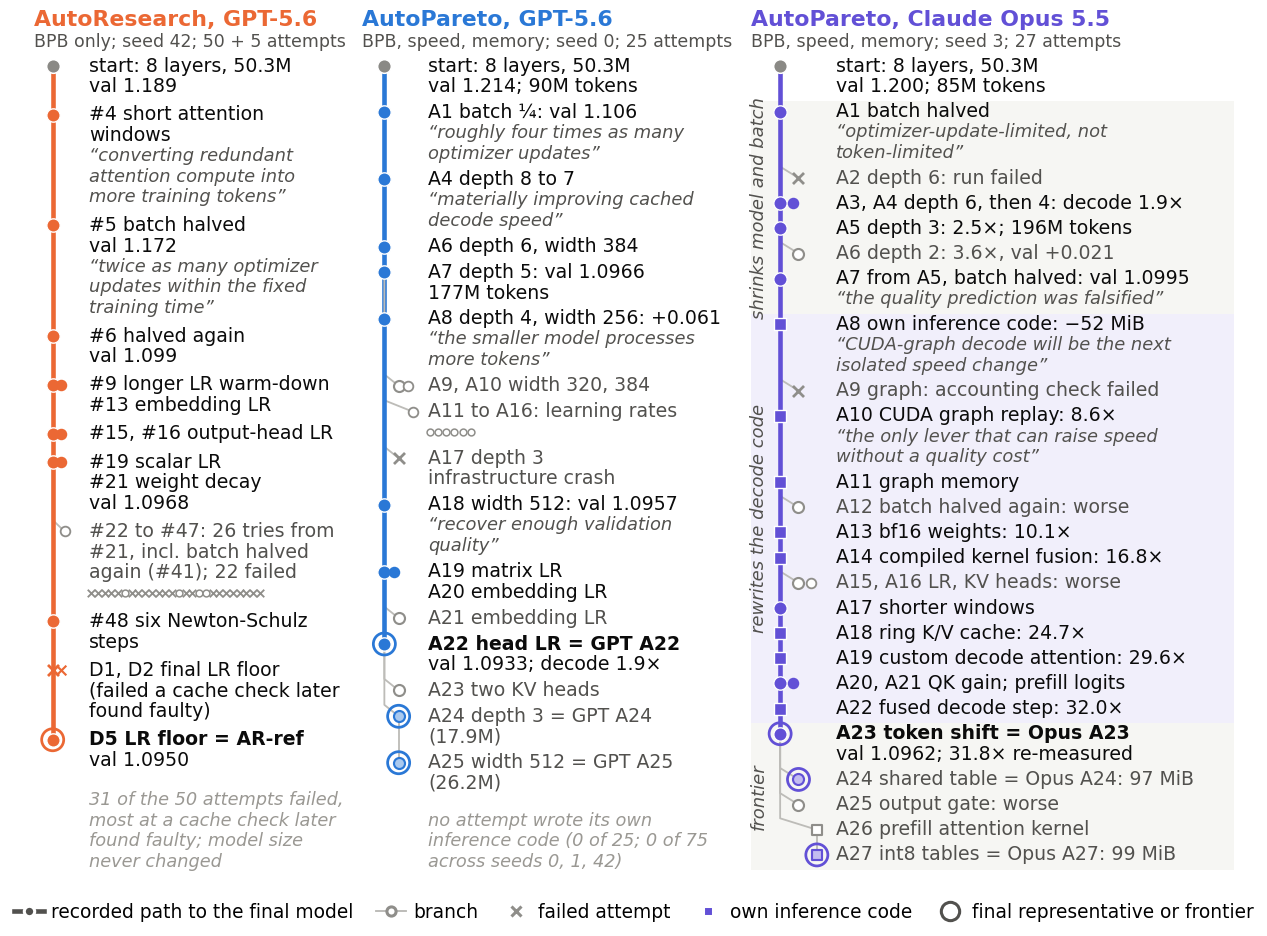 AutoResearch, GPT-5.6
BPB only; seed 42; 50 + 5 attempts
start: 8 layers, 50.3M
val 1.189
#4 short attention
windows
“converting redundant
attention compute into
more training tokens”
#5 batch halved
val 1.172
“twice as many optimizer
updates within the fixed
training time”
#6 halved again
val 1.099
#9 longer LR warm-down
#13 embedding LR
#15, #16 output-head LR
#19 scalar LR
#21 weight decay
val 1.0968
#22 to #47: 26 tries from
#21, incl. batch halved
again (#41); 22 failed
#48 six Newton-Schulz
steps
D1, D2 final LR floor
(failed a cache check later
found faulty)
D5 LR floor = AR-ref
val 1.0950
31 of the 50 attempts failed,
most at a cache check later
found faulty; model size
never changed
AutoPareto, GPT-5.6
BPB, speed, memory; seed 0; 25 attempts
start: 8 layers, 50.3M
val 1.214; 90M tokens
A1 batch ¼: val 1.106
“roughly four times as many
optimizer updates”
A4 depth 8 to 7
“materially improving cached
decode speed”
A6 depth 6, width 384
A7 depth 5: val 1.0966
177M tokens
A8 depth 4, width 256: +0.061
“the smaller model processes
more tokens”
A9, A10 width 320, 384
A11 to A16: learning rates
A17 depth 3
infrastructure crash
A18 width 512: val 1.0957
“recover enough validation
quality”
A19 matrix LR
A20 embedding LR
A21 embedding LR
A22 head LR = GPT A22
val 1.0933; decode 1.9×
A23 two KV heads
A24 depth 3 = GPT A24
(17.9M)
A25 width 512 = GPT A25
(26.2M)
no attempt wrote its own
inference code (0 of 25; 0 of 75
across seeds 0, 1, 42)
AutoPareto, Claude Opus 5.5
BPB, speed, memory; seed 3; 27 attempts
start: 8 layers, 50.3M
val 1.200; 85M tokens
shrinks model and batch
A1 batch halved
“optimizer-update-limited, not
token-limited”
A2 depth 6: run failed
A3, A4 depth 6, then 4: decode 1.9×
A5 depth 3: 2.5×; 196M tokens
A6 depth 2: 3.6×, val +0.021
A7 from A5, batch halved: val 1.0995
“the quality prediction was falsified”
rewrites the decode code
A8 own inference code: −52 MiB
“CUDA-graph decode will be the next
isolated speed change”
A9 graph: accounting check failed
A10 CUDA graph replay: 8.6×
“the only lever that can raise speed
without a quality cost”
A11 graph memory
A12 batch halved again: worse
A13 bf16 weights: 10.1×
A14 compiled kernel fusion: 16.8×
A15, A16 LR, KV heads: worse
A17 shorter windows
A18 ring K/V cache: 24.7×
A19 custom decode attention: 29.6×
A20, A21 QK gain; prefill logits
A22 fused decode step: 32.0×
frontier
A23 token shift = Opus A23
val 1.0962; 31.8× re-measured
A24 shared table = Opus A24: 97 MiB
A25 output gate: worse
A26 prefill attention kernel
A27 int8 tables = Opus A27: 99 MiB
recorded path to the final model
branch
failed attempt
own inference code
final representative or frontier